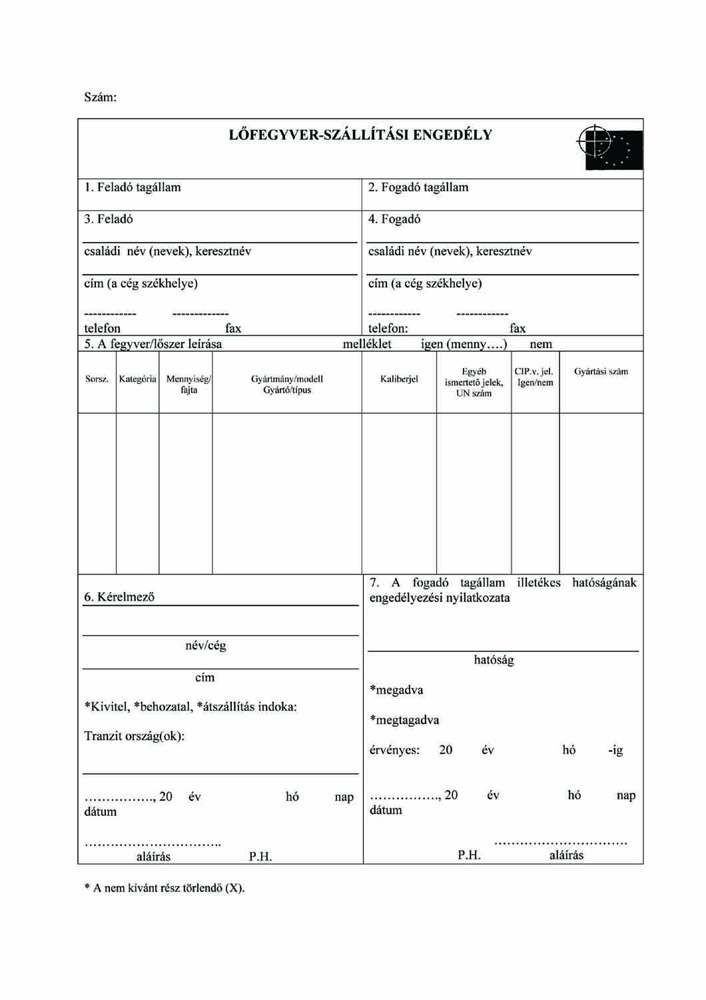 Szám:
LŐFEGYVER-SZÁLLÍTÁSI ENGEDÉLY
1. Feladó tagállam
2. Fogadó tagállam
3. Feladó
családi név (nevek), keresztnév
cím (a cég székhelye)
------------ -------------
telefon fax
4. Fogadó
családi név (nevek), keresztnév
cím (a cég székhelye)
------------ ------------
telefon: fax
5. A fegyver/lőszer leírása melléklet igen (menny….) nem
Sorsz.
Kategória
Mennyiség/
fajta
Gyártmány/modell
Gyártó/típus
Kaliberjel
Egyéb
ismertető jelek,
UN szám
CIP.v. jel.
Igen/nem
Gyártási szám
6. Kérelmező
név/cég
cím
*Kivitel, *behozatal, *átszállítás indoka:
Tranzit ország(ok):
……………., 20 év hó nap
dátum
…………………………..
aláírás P.H.
7. A fogadó tagállam illetékes hatóságának
engedélyezési nyilatkozata
hatóság
*megadva
*megtagadva
érvényes: 20 év hó -ig
……………., 20 év hó nap
dátum
………………………….
P.H. aláírás
* A nem kívánt rész törlendő (X).